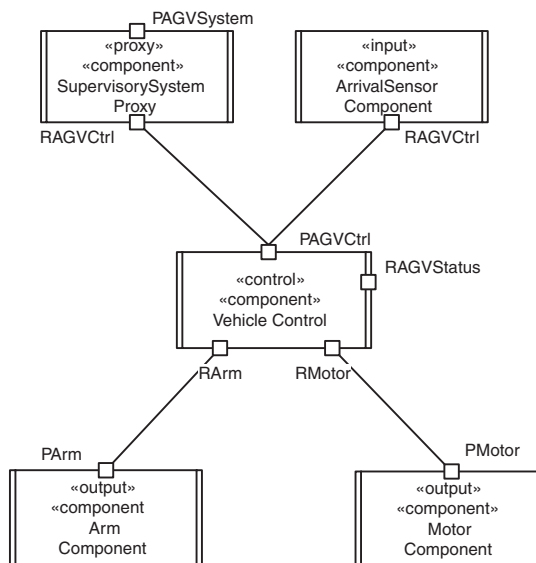 PAGVSystem
«proxy»
«component»
SupervisorySystem
Proxy
RAGVCtrl
«input»
«component»
ArrivalSensor
Component
RAGVCtrl
PAGVCtrl
RAGVStatus
«control»
«component»
Vehicle Control
RArm
RMotor
PArm
PMotor
«output»
«component
Arm
Component
«output»
«component»
Motor
Component